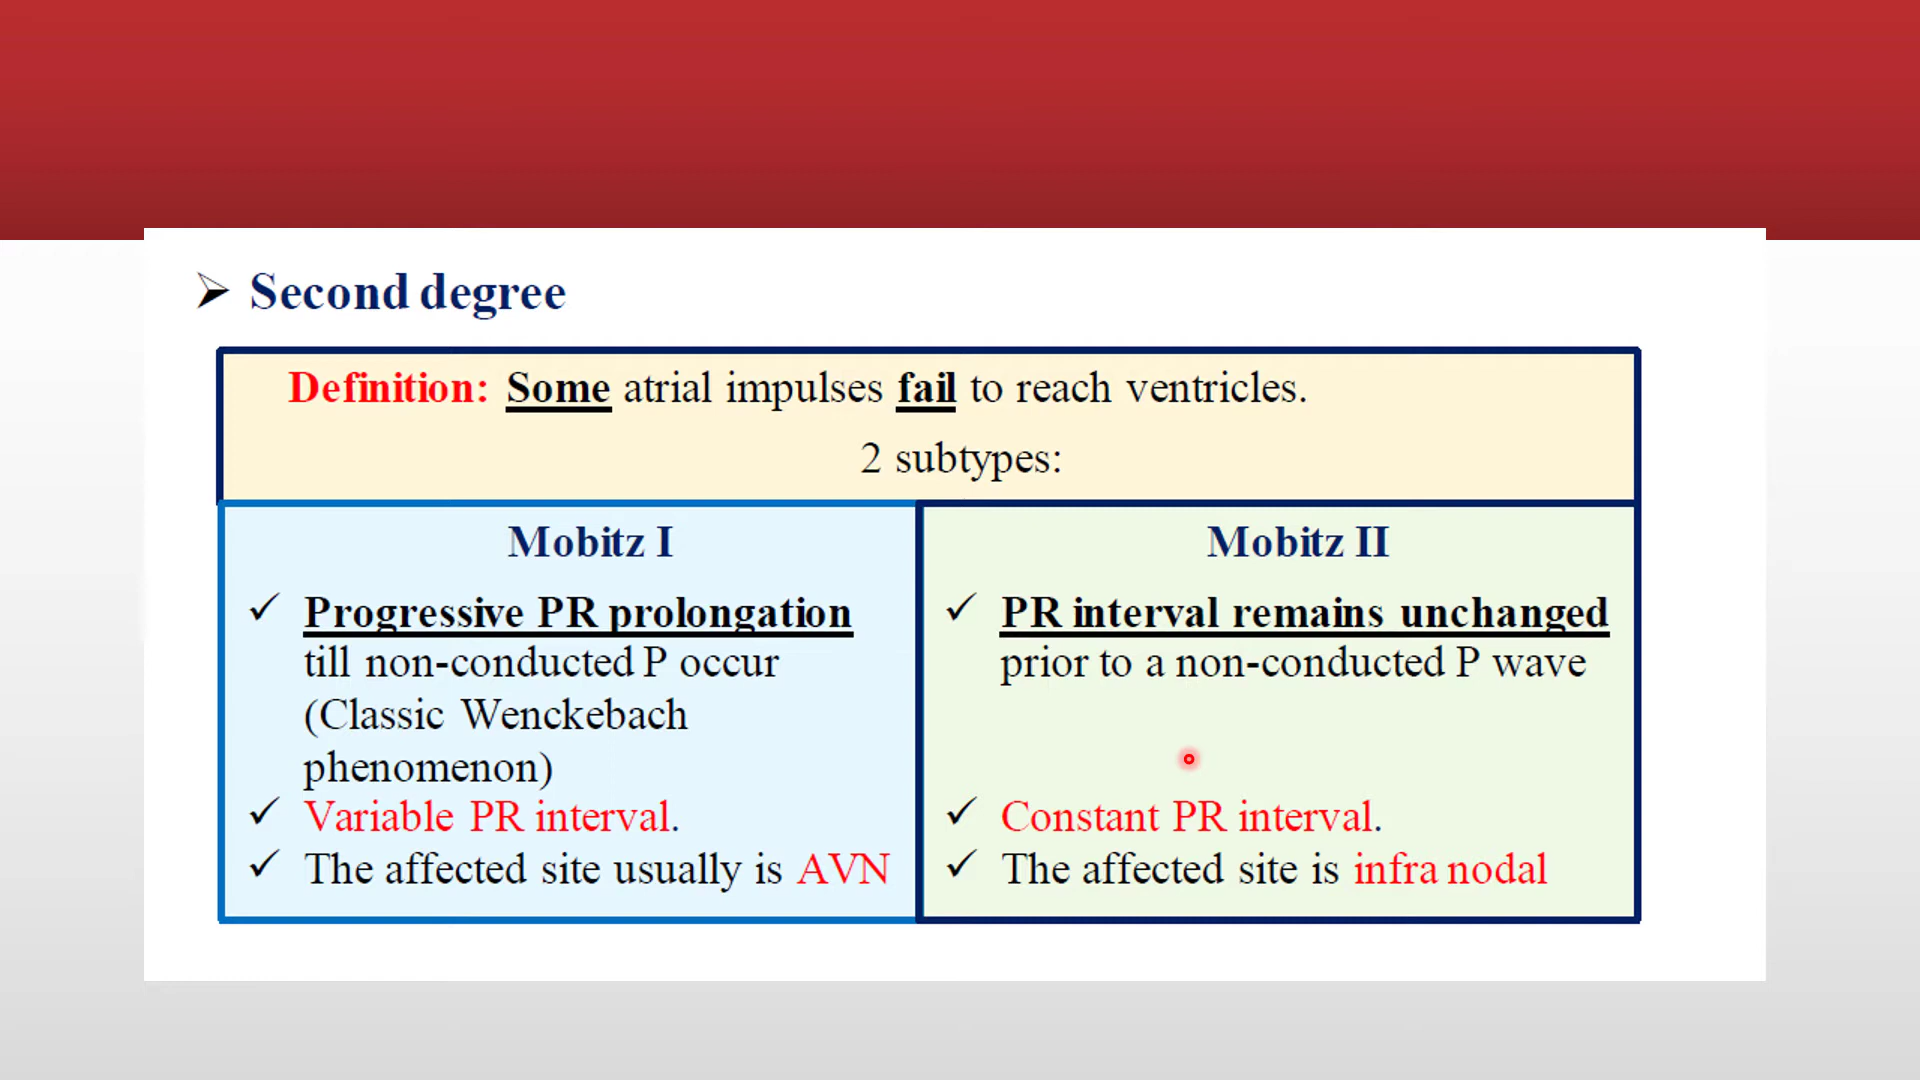 ➢ Second degree
Definition: Some atrial impulses fail to reach ventricles.
2 subtypes:
Mobitz I
✓ Progressive PR prolongation
till non-conducted P occur
(Classic Wenckebach
phenomenon)
✓ Variable PR interval.
✓ The affected site usually is AVN
Mobitz II
✓ PR interval remains unchanged
prior to a non-conducted P wave
✓ Constant PR interval.
✓ The affected site is infra nodal